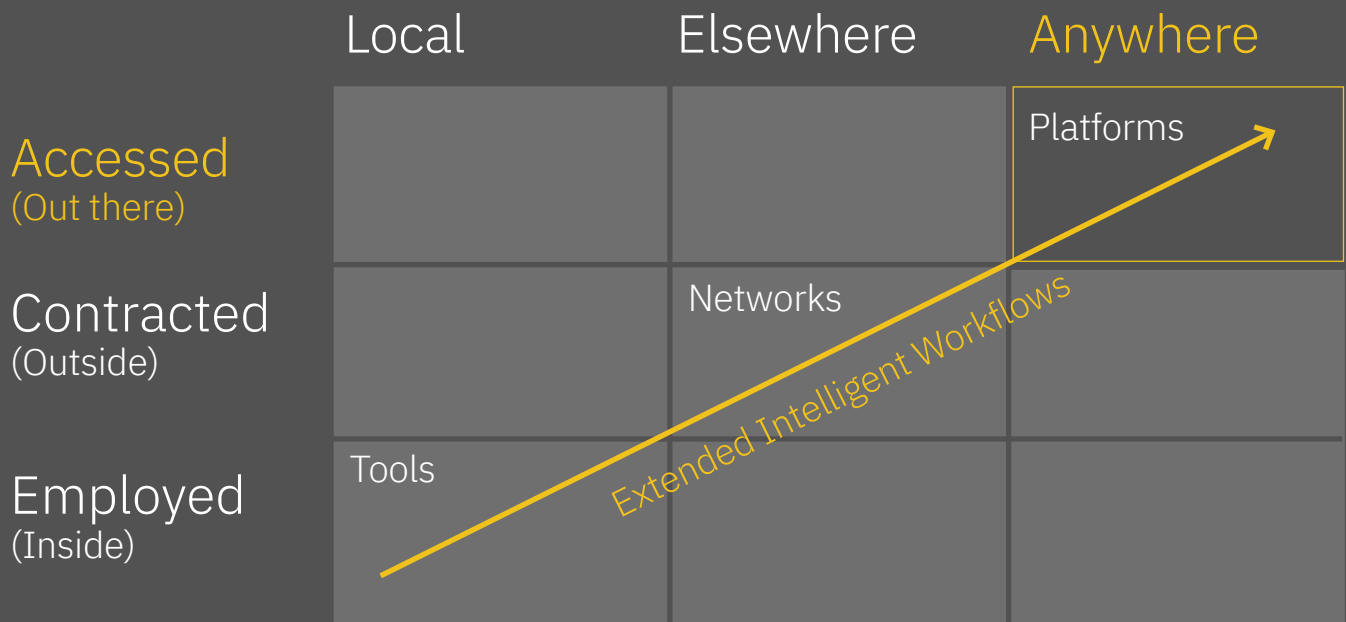 Local Elsewhere Anywhere
Accessed
(Out there)
Platforms
Contracted
(Outside)
Networks
Extended Intelligent Workflows
Employed
(Inside)
Tools